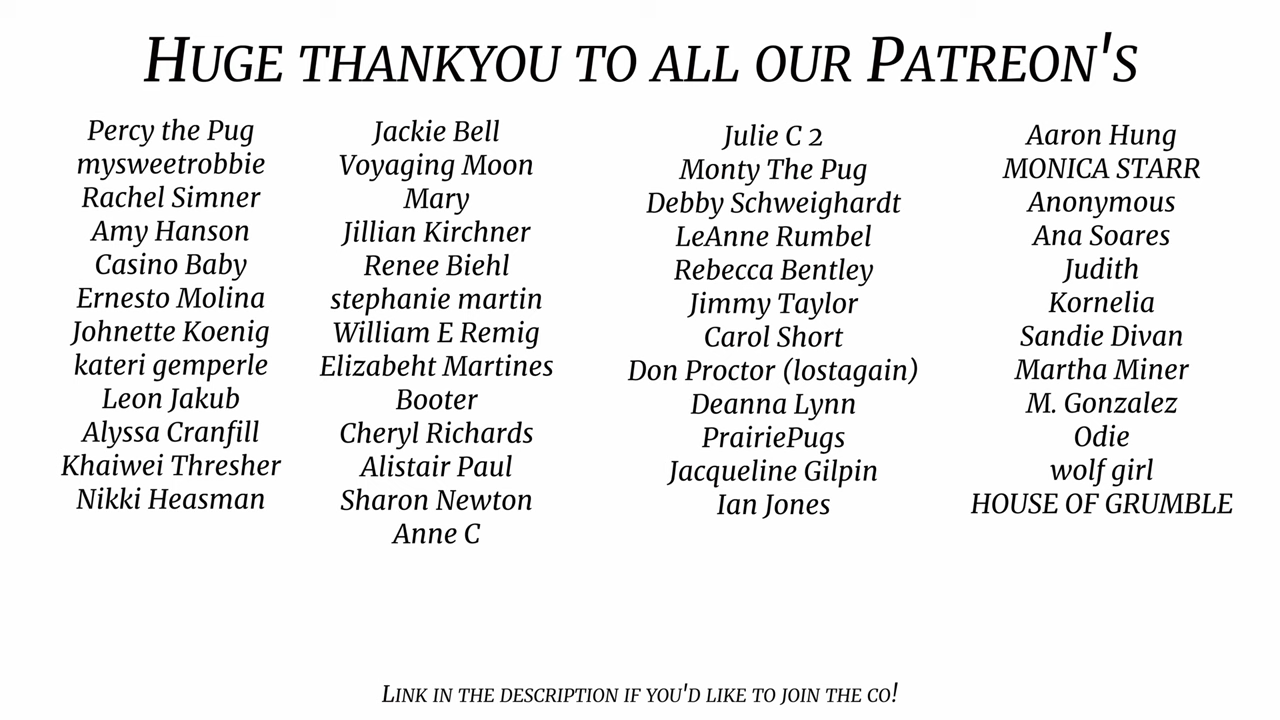 Huge thankyou to all our Patreon's
Percy the Pug
mysweetrobbie
Rachel Simner
Amy Hanson
Casino Baby
Ernesto Molina
Johnette Koenig
kateri gemperle
Leon Jakub
Alyssa Cranfill
Khaiwei Thresher
Nikki Heasman
Jackie Bell
Voyaging Moon
Mary
Jillian Kirchner
Renee Biehl
stephanie martin
William E Remig
Elizabeht Martines
Booter
Cheryl Richards
Alistair Paul
Sharon Newton
Anne C
Julie C 2
Monty The Pug
Debby Schweighardt
LeAnne Rumbel
Rebecca Bentley
Jimmy Taylor
Carol Short
Don Proctor (lostagain)
Deanna Lynn
PrairiePugs
Jacqueline Gilpin
Ian Jones
Aaron Hung
MONICA STARR
Anonymous
Ana Soares
Judith
Kornelia
Sandie Divan
Martha Miner
M. Gonzalez
Odie
wolf girl
HOUSE OF GRUMBLE
Link in the description if you'd like to join the co!